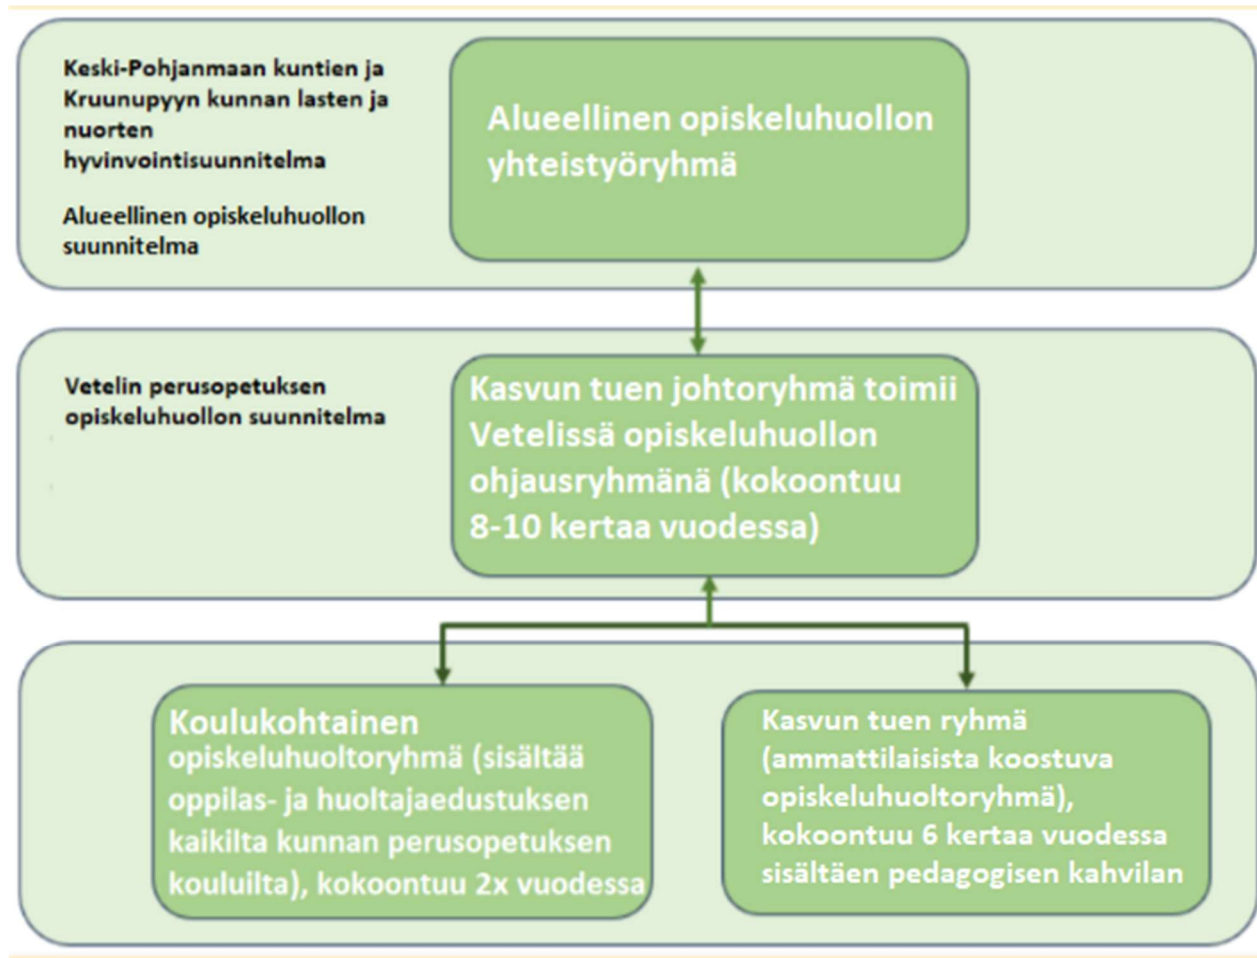 Keski-Pohjanmaan kuntien ja
Kruunupyyn kunnan lasten ja
nuorten
hyvinvointisuunnitelma
Alueellinen opiskeluhuollon
suunnitelma
Alueellinen opiskeluhuollon
yhteistyöryhmä
Vetelin perusopetuksen
opiskeluhuollon suunnitelma
Kasvun tuen johtoryhmä toimii
Vetelissä opiskeluhuollon
ohjausryhmänä (kokoontuu
8-10 kertaa vuodessa)
Koulukohtainen
opiskeluhuoltoryhmä (sisältää
oppilas- ja huoltajaedustuksen
kaikilta kunnan perusopetuksen
kouluilta), kokoontuu 2x vuodessa
Kasvun tuen ryhmä
(ammattilaisista koostuva
opiskeluhuoltoryhmä),
kokoontuu 6 kertaa vuodessa
sisältäen pedagogisen kahvilan